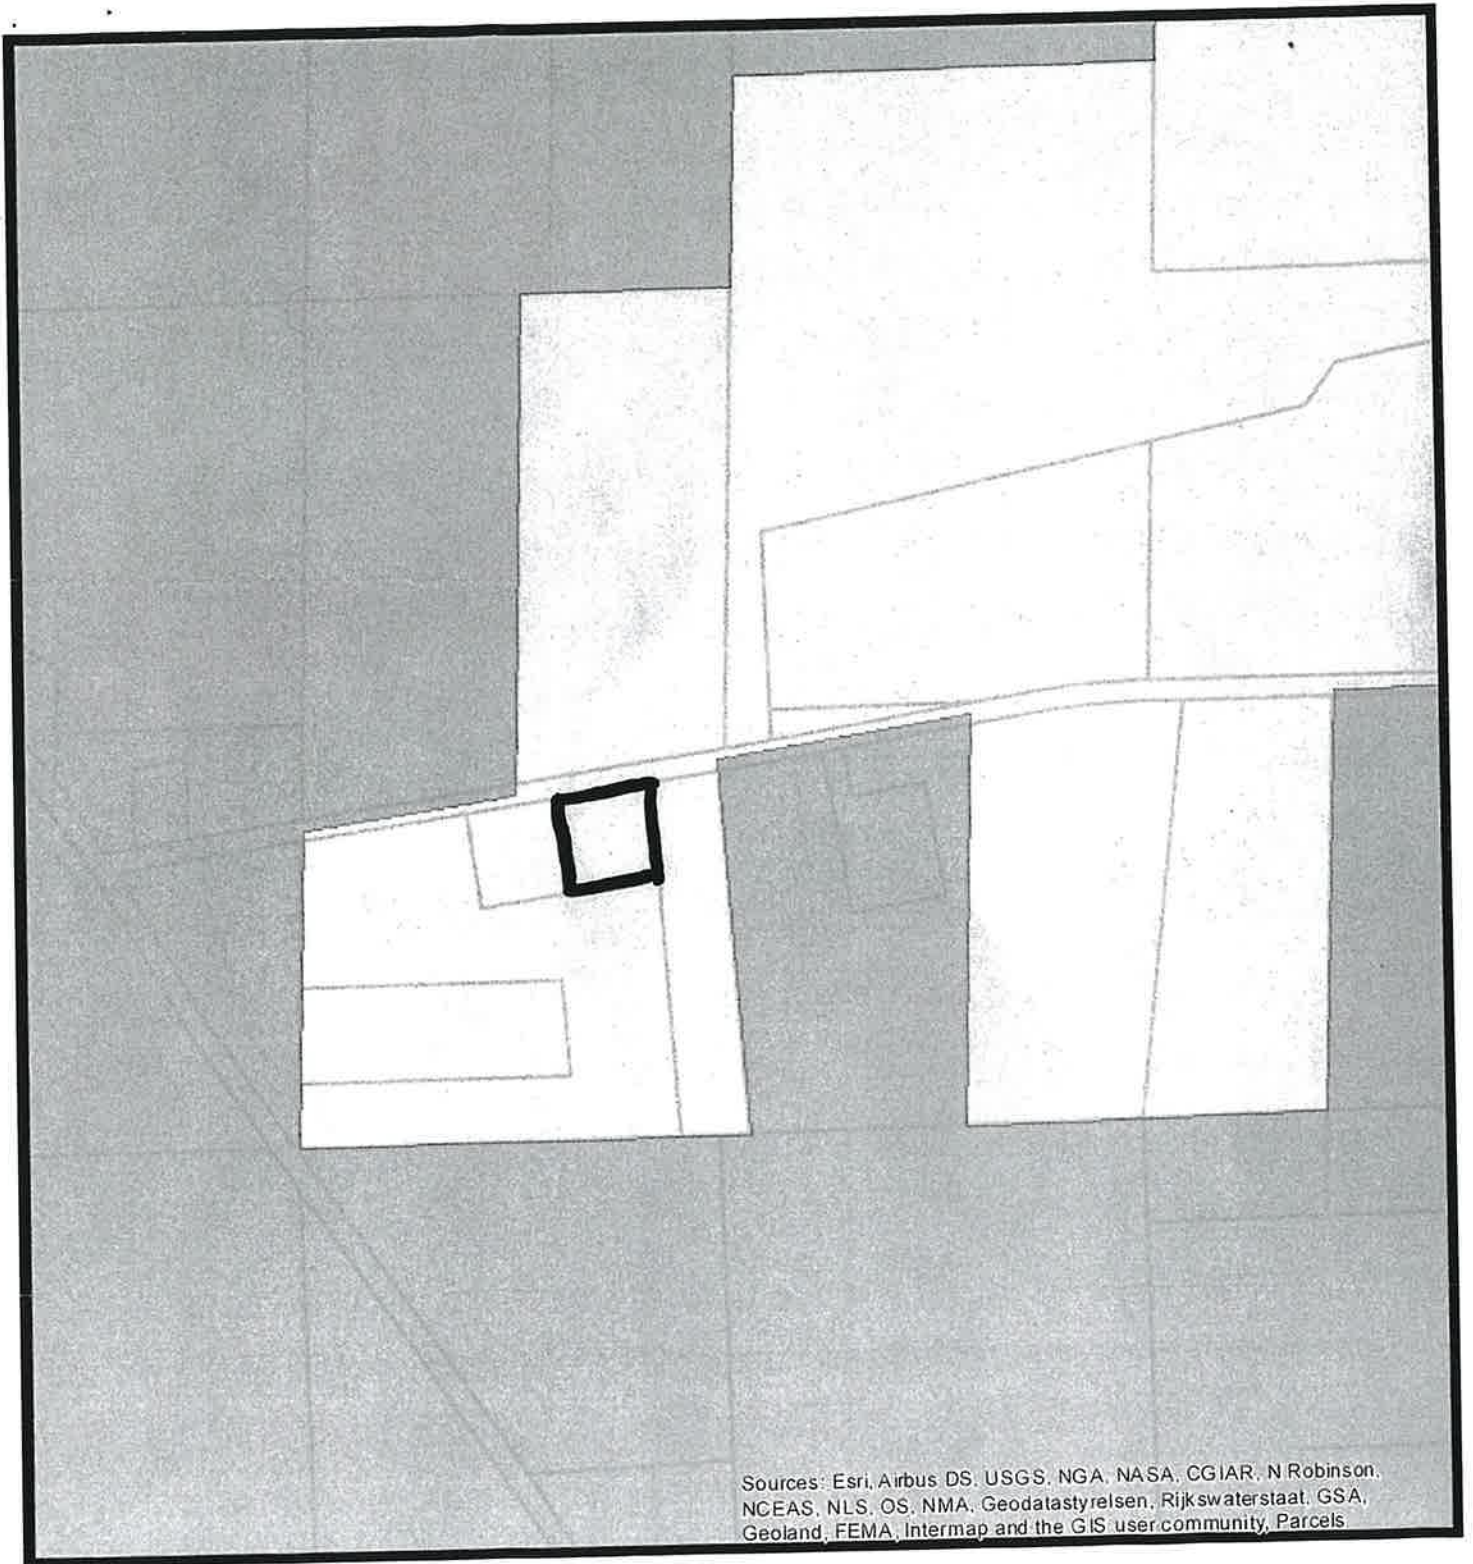 Sources: Esri, Airbus DS, USGS, NGA, NASA, CGIAR, N Robinson,
NCEAS, NLS, OS, NMA, Geodatastyrelsen, Rijkswaterstaat, GSA,
Geoland, FEMA, Intermap and the GIS user community, Parcels